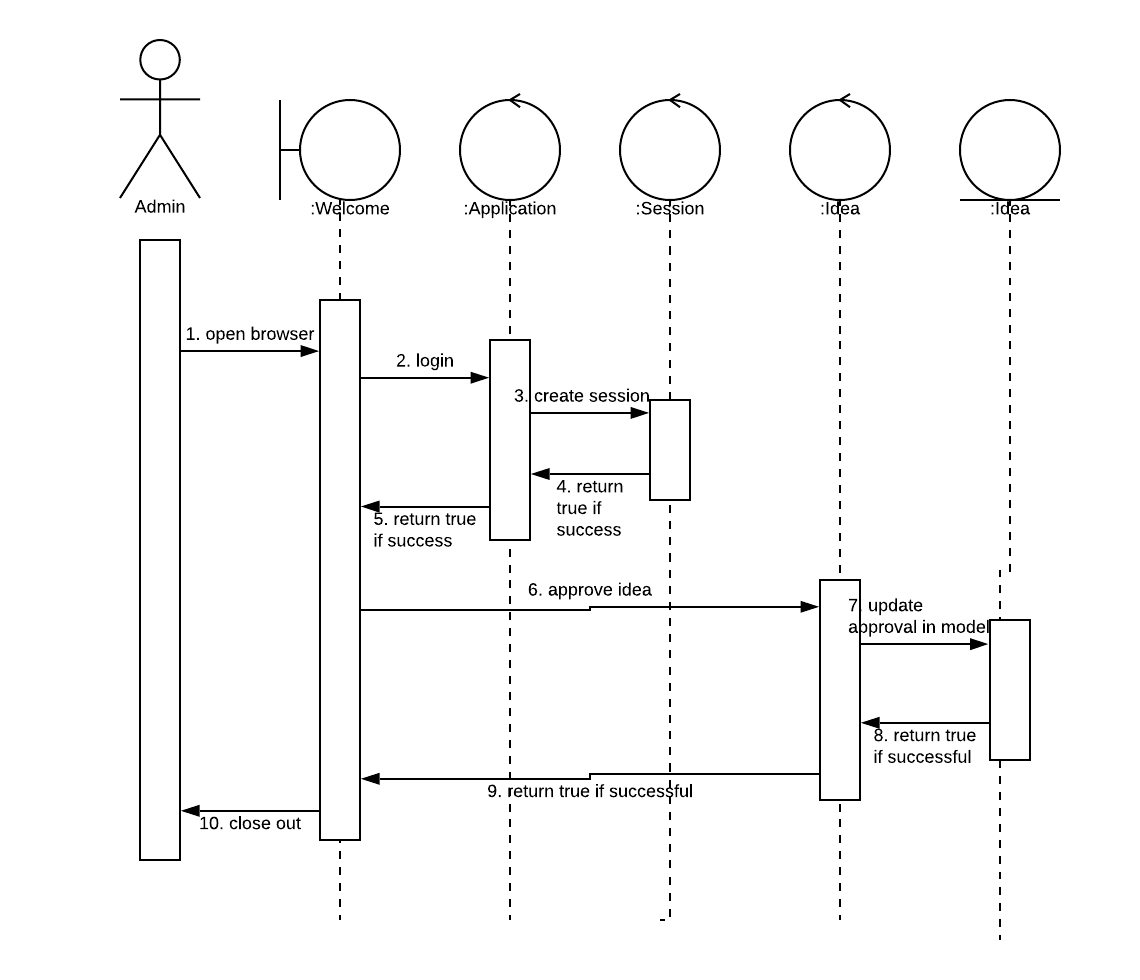 Admin
:Welcome
:Application
:Session
:Idea
:Idea
1. open browser
2. login
3. create session
4. return
true if
success
5. return true
if success
6. approve idea
7. update
approval in model
8. return true
if successful
9. return true if successful
10. close out